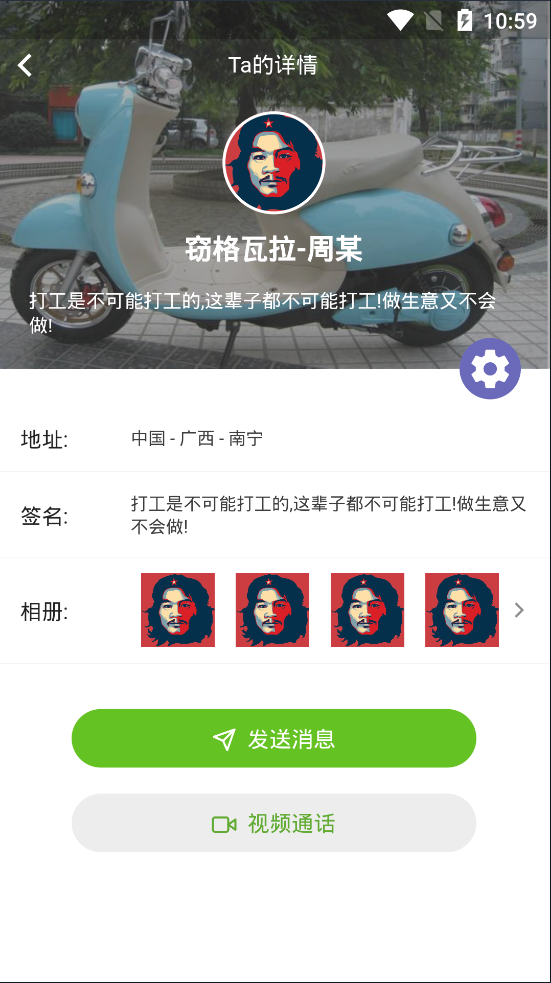 10:59
Ta的详情
窃格瓦拉-周某
打工是不可能打工的,这辈子都不可能打工!做生意又不会
做!
地址:
中国 - 广西 - 南宁
签名:
打工是不可能打工的,这辈子都不可能打工!做生意又
不会做!
相册:
发送消息
视频通话